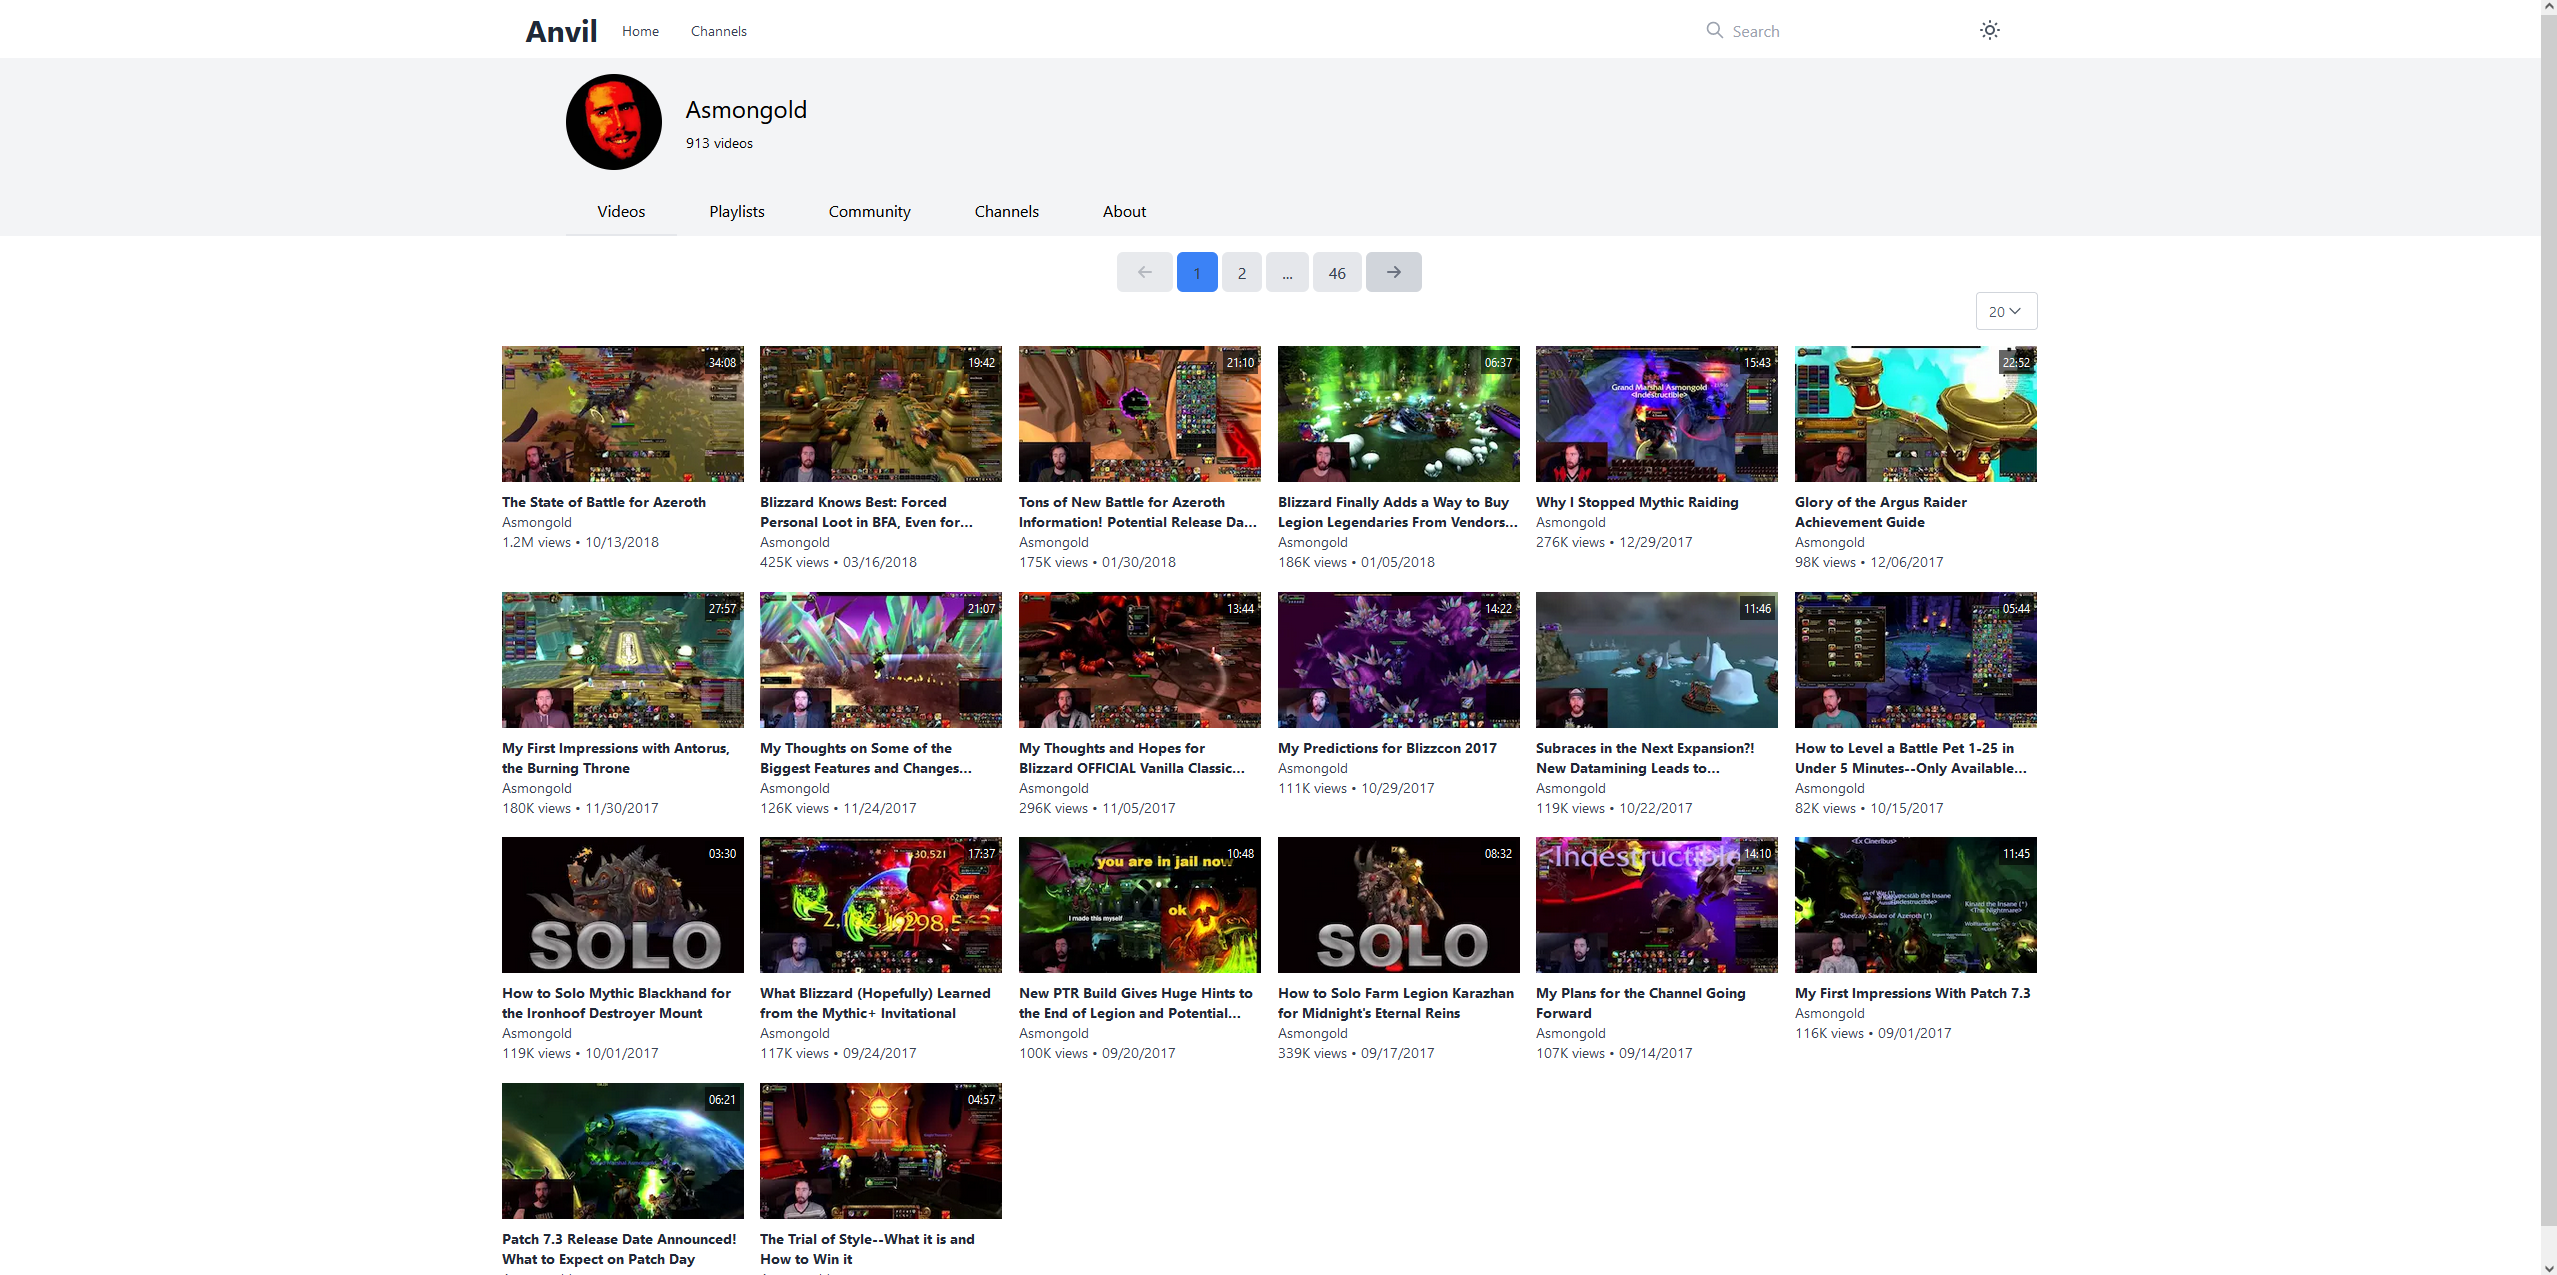 Anvil
Home
Channels
Search
Asmongold
913 videos
Videos
Playlists
Community
Channels
About
1
2
...
46
20
34:08
19:42
21:10
06:37
Grand Marshal Asmongold
<Indestructible>
15:43
22:52
The State of Battle for Azeroth
Asmongold
1.2M views • 10/13/2018
Blizzard Knows Best: Forced
Personal Loot in BFA, Even for...
Asmongold
425K views • 03/16/2018
Tons of New Battle for Azeroth
Information! Potential Release Da...
Asmongold
175K views • 01/30/2018
Blizzard Finally Adds a Way to Buy
Legion Legendaries From Vendors...
Asmongold
186K views • 01/05/2018
Why I Stopped Mythic Raiding
Asmongold
276K views • 12/29/2017
Glory of the Argus Raider
Achievement Guide
Asmongold
98K views • 12/06/2017
27:57
21:07
13:44
14:22
11:46
05:44
My First Impressions with Antorus,
the Burning Throne
Asmongold
180K views • 11/30/2017
My Thoughts on Some of the
Biggest Features and Changes...
Asmongold
126K views • 11/24/2017
My Thoughts and Hopes for
Blizzard OFFICIAL Vanilla Classic...
Asmongold
296K views • 11/05/2017
My Predictions for Blizzcon 2017
Asmongold
111K views • 10/29/2017
Subraces in the Next Expansion?!
New Datamining Leads to...
Asmongold
119K views • 10/22/2017
How to Level a Battle Pet 1-25 in
Under 5 Minutes--Only Available...
Asmongold
82K views • 10/15/2017
03:30
SOLO
17:37
10:48
you are in jail now
I made this myself
ok
08:32
SOLO
<Indestructible
14:10
11:45
<Ex Cineribus>
Skeezay, Savior of Azeroth (*)
Kinard the Insane (*)
<The Nightmare>
How to Solo Mythic Blackhand for
the Ironhoof Destroyer Mount
Asmongold
119K views • 10/01/2017
What Blizzard (Hopefully) Learned
from the Mythic+ Invitational
Asmongold
117K views • 09/24/2017
New PTR Build Gives Huge Hints to
the End of Legion and Potential...
Asmongold
100K views • 09/20/2017
How to Solo Farm Legion Karazhan
for Midnight's Eternal Reins
Asmongold
339K views • 09/17/2017
My Plans for the Channel Going
Forward
Asmongold
107K views • 09/14/2017
My First Impressions With Patch 7.3
Asmongold
116K views • 09/01/2017
06:21
04:57
Patch 7.3 Release Date Announced!
What to Expect on Patch Day
The Trial of Style--What it is and
How to Win it